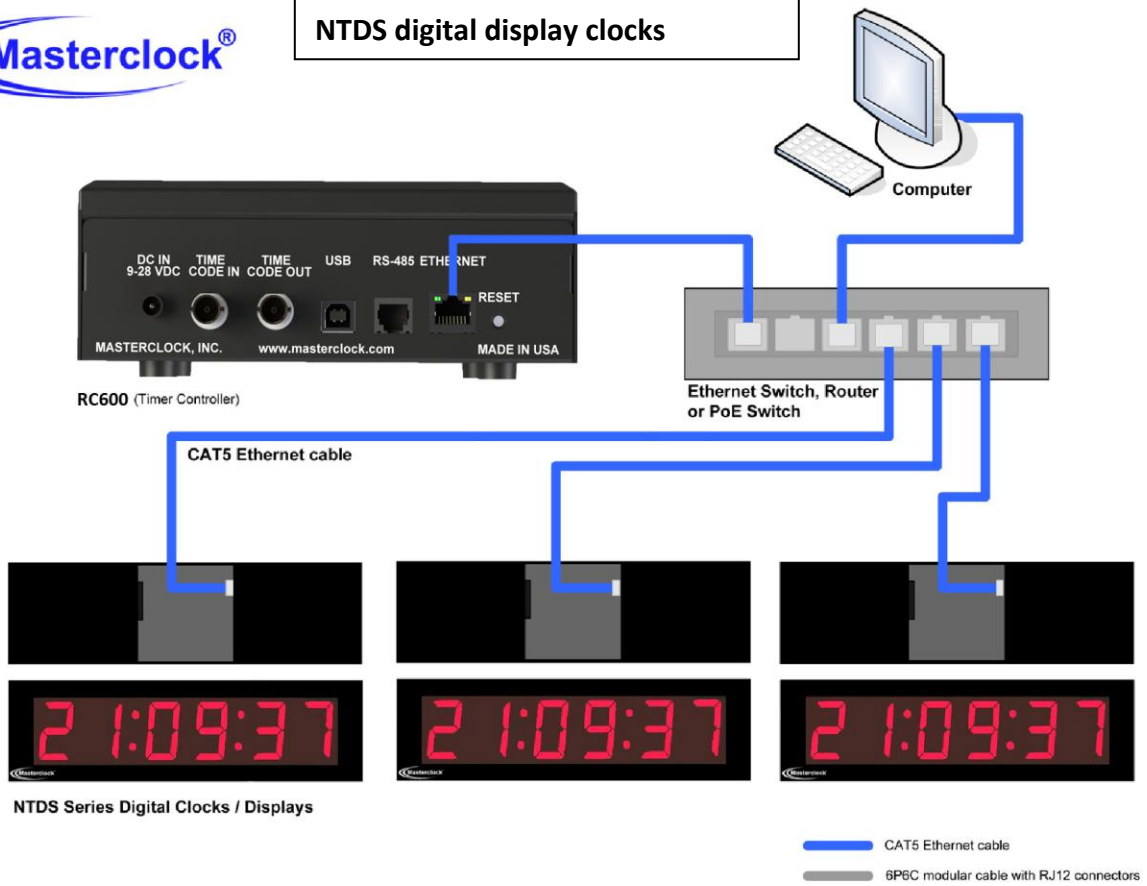 Masterclock®
NTDS digital display clocks
Computer
DC IN
9-28 VDC
TIME
CODE IN
TIME
CODE OUT
USB
RS-485
ETHERNET
RESET
MASTERCLOCK, INC.
www.masterclock.com
MADE IN USA
RC600 (Timer Controller)
Ethernet Switch, Router
or PoE Switch
CAT5 Ethernet cable
21:09:37
21:09:37
21:09:37
Masterclock
Masterclock
Masterclock
NTDS Series Digital Clocks / Displays
CAT5 Ethernet cable
6P6C modular cable with RJ12 connectors